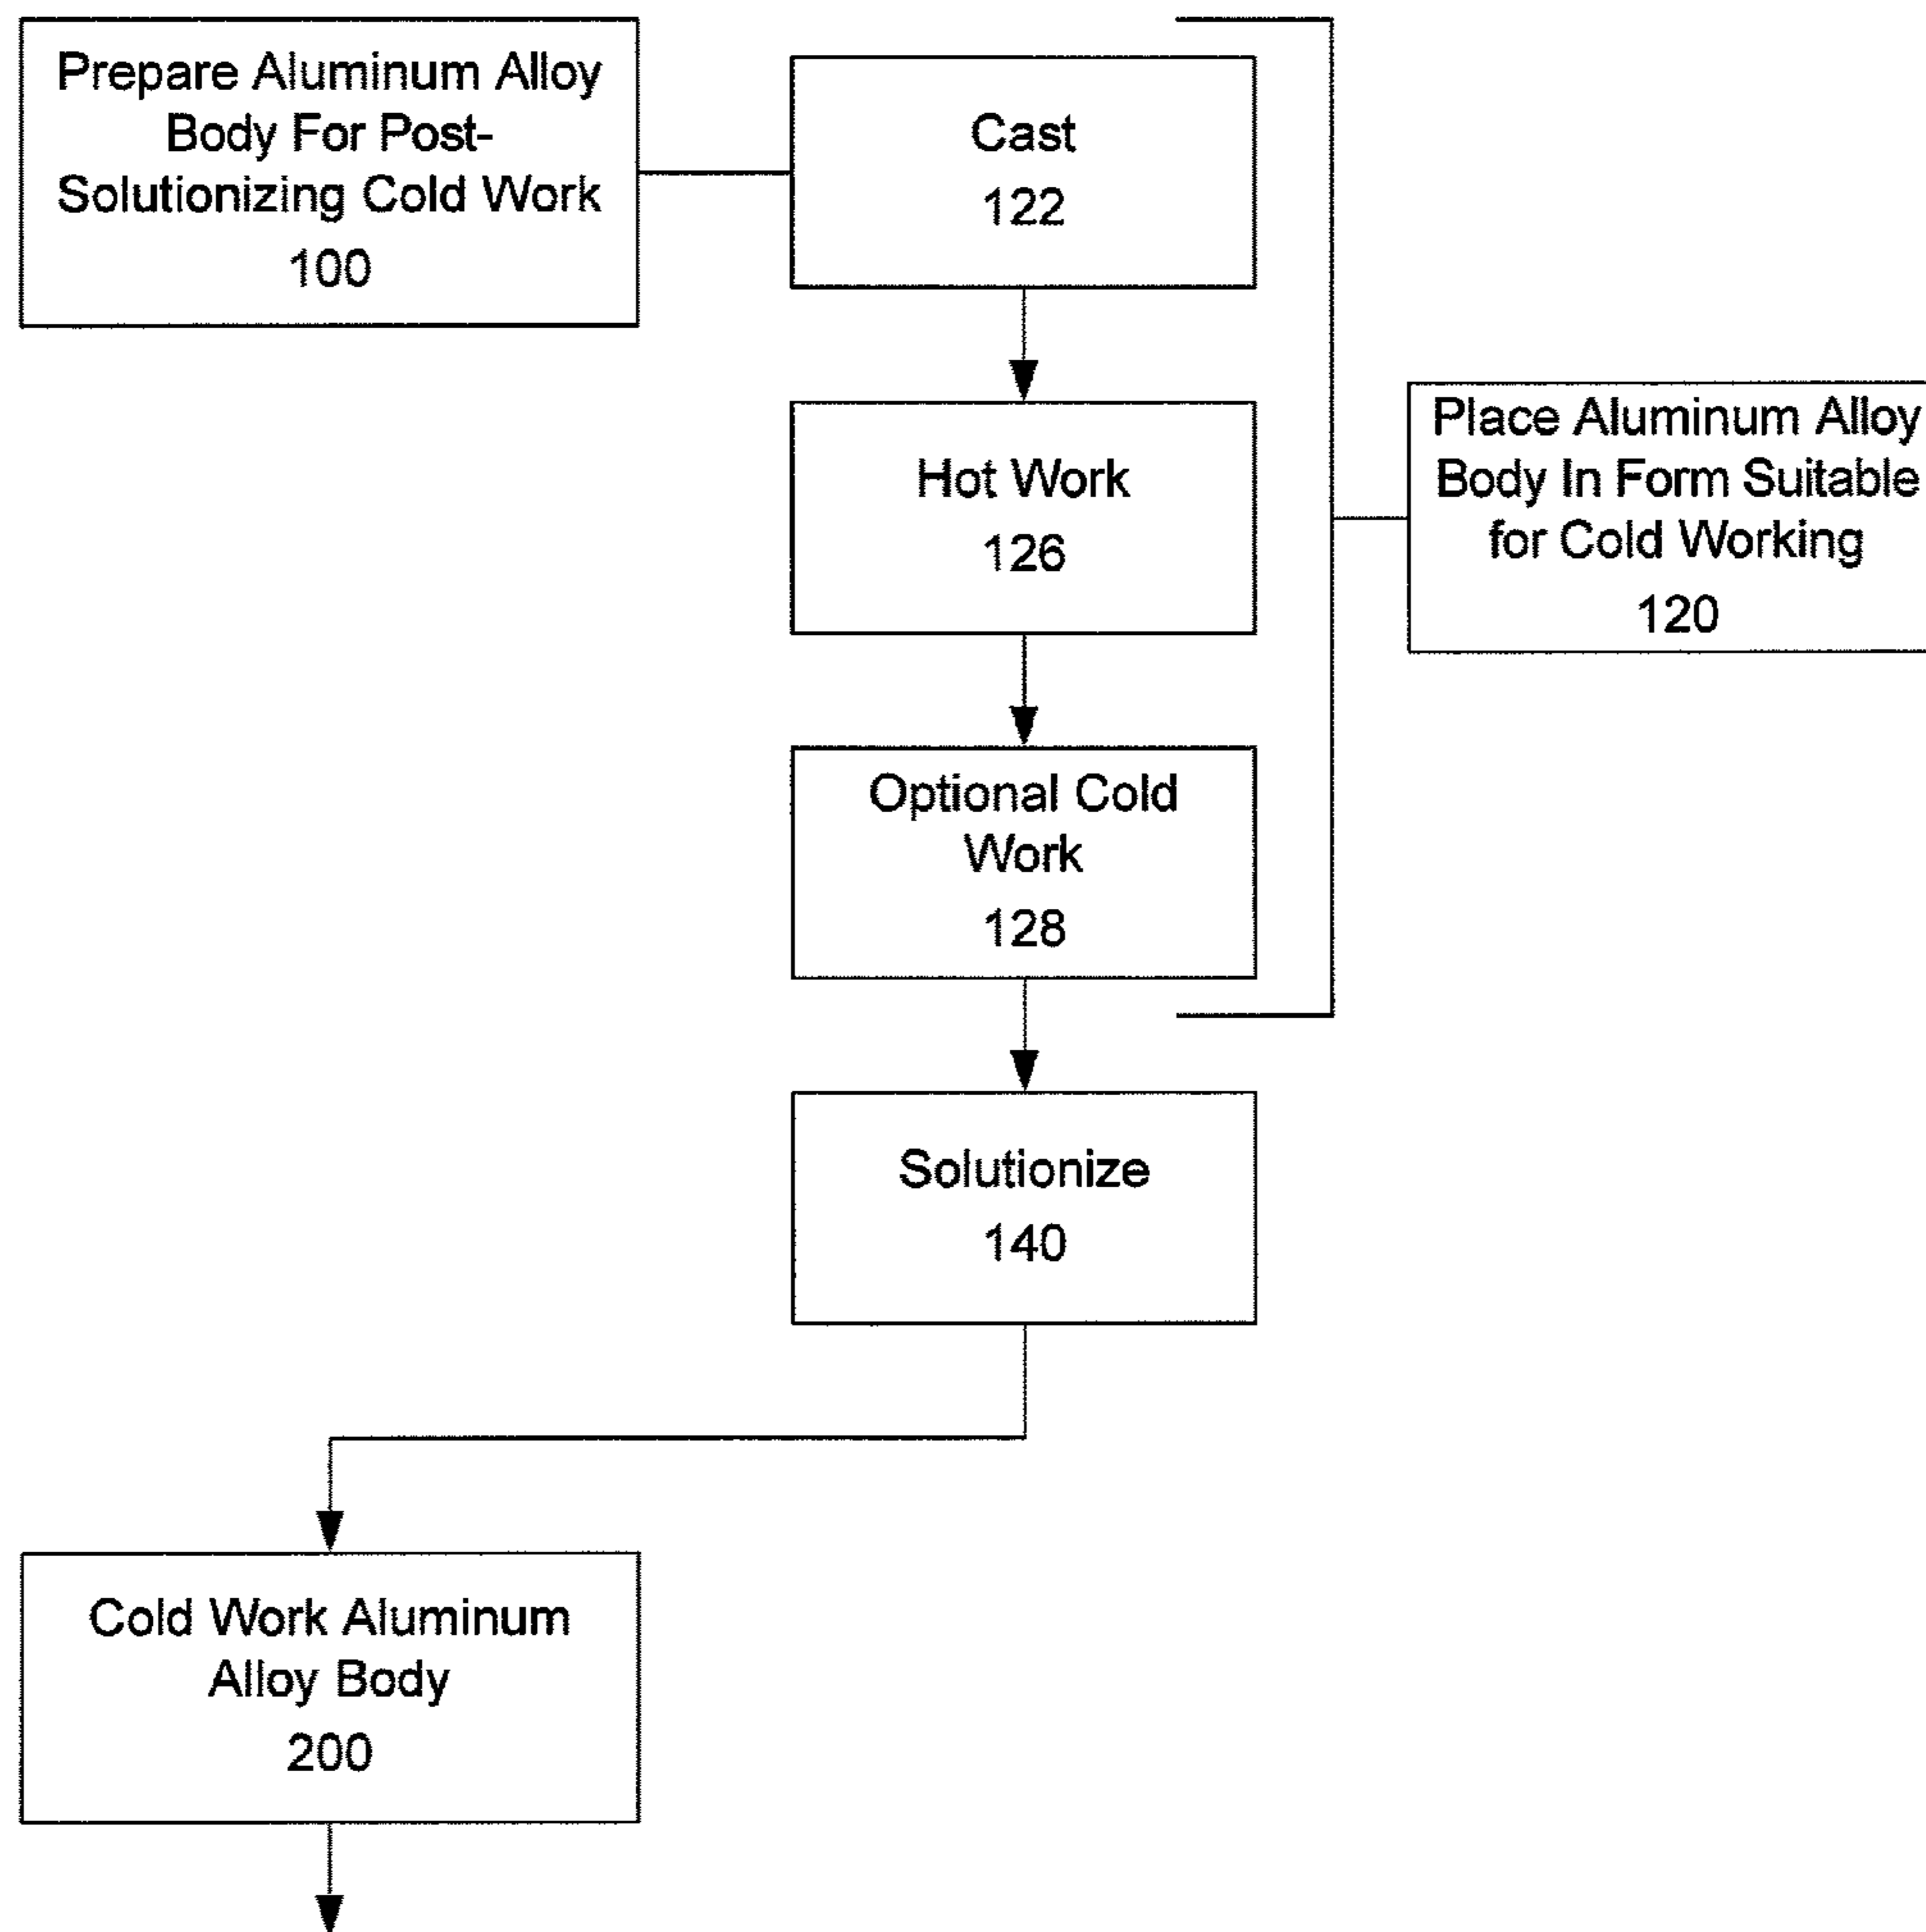 Prepare Aluminum Alloy
Body For Post-
Solutionizing Cold Work
100
Cast
122
Hot Work
126
Place Aluminum Alloy
Body In Form Suitable
for Cold Working
120
Optional Cold
Work
128
Solutionize
140
Cold Work Aluminum
Alloy Body
200